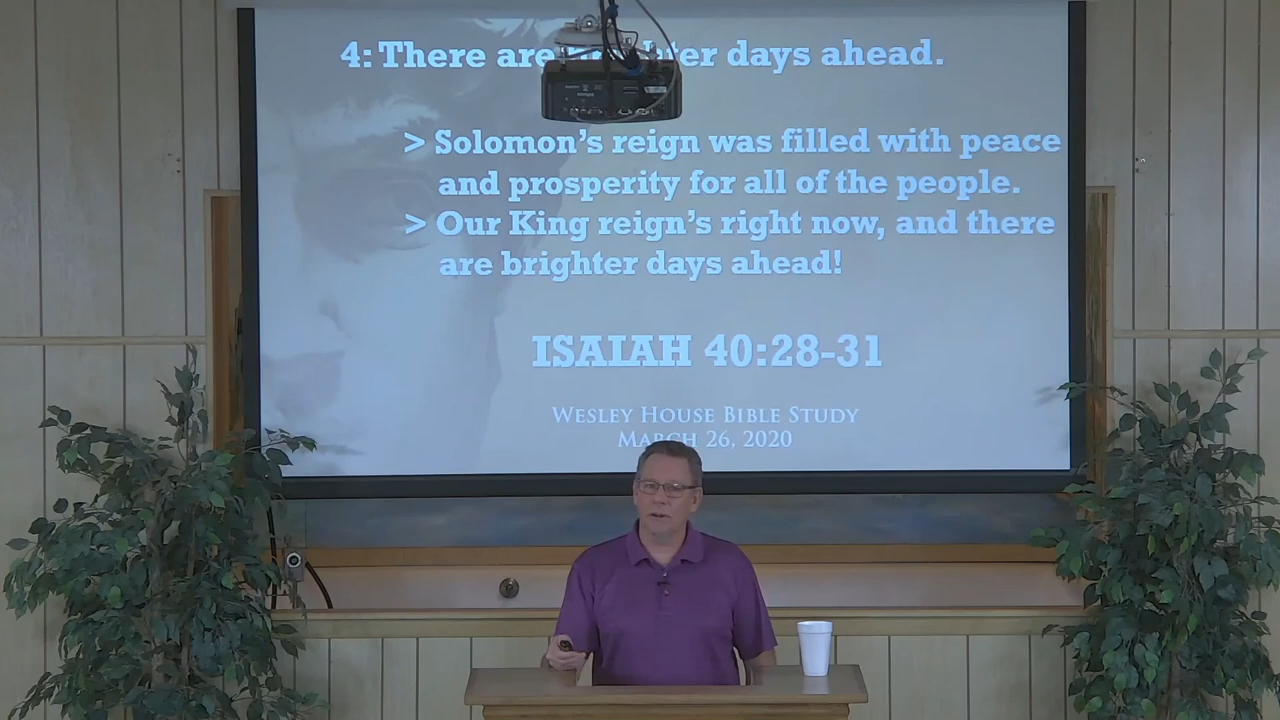 4: There are brighter days ahead.
> Solomon's reign was filled with peace
and prosperity for all of the people.
> Our King reign's right now, and there
are brighter days ahead!
ISAIAH 40:28-31
Wesley House Bible Study
March 26, 2020